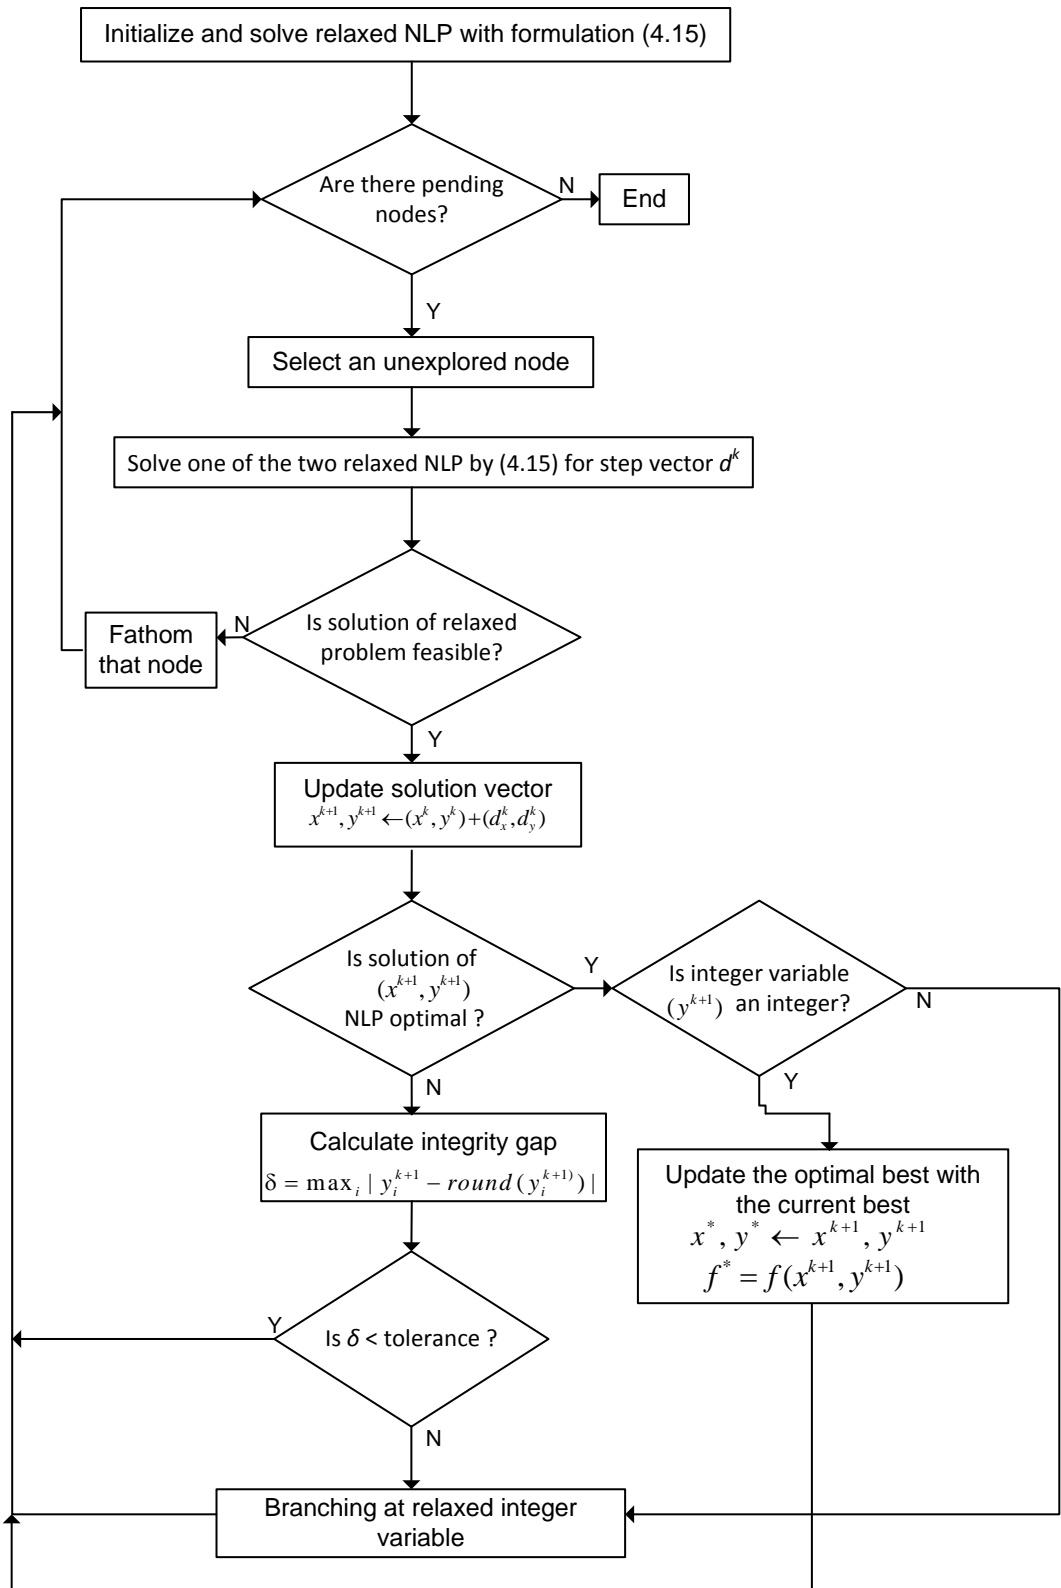 Initialize and solve relaxed NLP with formulation (4.15)
Are there pending
nodes?
N
End
Y
Select an unexplored node
Solve one of the two relaxed NLP by (4.15) for step vector d^k
Is solution of relaxed
problem feasible?
N
Fathom
that node
Y
Update solution vector
x^{k+1}, y^{k+1} ← (x^k, y^k)+(d_x^k, d_y^k)
Is solution of
(x^{k+1}, y^{k+1})
NLP optimal ?
Y
Is integer variable
(y^{k+1}) an integer?
N
Y
N
Calculate integrity gap
δ = max_i | y_i^{k+1} − round(y_i^{k+1)}) |
Update the optimal best with
the current best
x^*, y^* ← x^{k+1}, y^{k+1}
f^* = f(x^{k+1}, y^{k+1})
Is δ < tolerance ?
Y
N
Branching at relaxed integer
variable